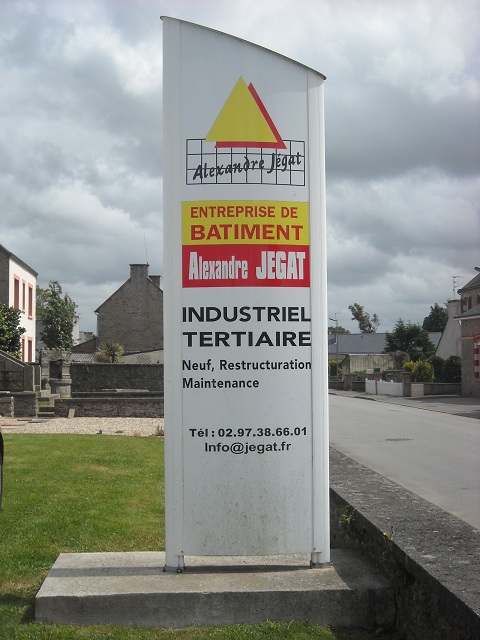 Alexandre Jégat
ENTREPRISE DE
BATIMENT
Alexandre JEGAT
INDUSTRIEL
TERTIAIRE
Neuf, Restructuration
Maintenance
Tél : 02.97.38.66.01
Info@jegat.fr